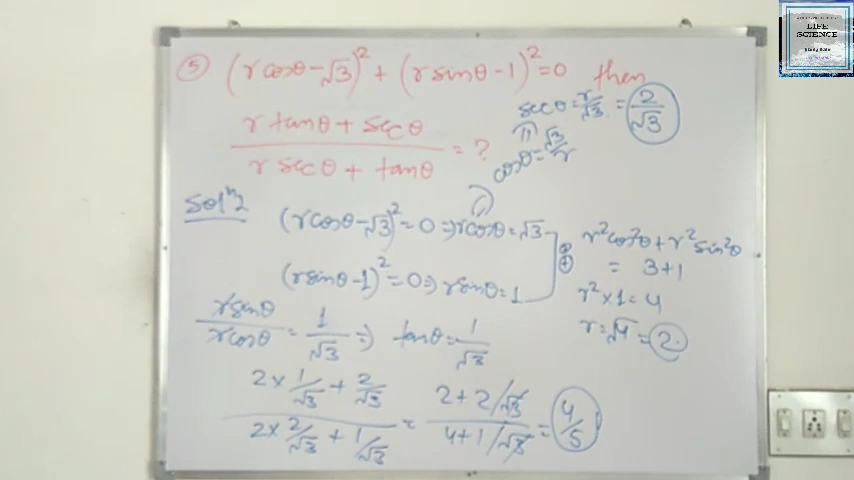 ⑤ (r cosθ - √3)² + (r sinθ - 1)² = 0 then
(r tanθ + secθ) / (r secθ + tanθ) = ?
secθ = r/√3 = 2/√3
cosθ = √3/r
Solⁿ
(r cosθ - √3)² = 0 ⇒ r cosθ = √3
(r sinθ - 1)² = 0 ⇒ r sinθ = 1
r² cos²θ + r² sin²θ
= 3+1
r² × 1 = 4
r = √4 = 2
r sinθ / r cosθ = 1/√3 ⇒ tanθ = 1/√3
(2 × 1/√3 + 2/√3) / (2 × 2/√3 + 1/√3) = (2+2/√3) / (4+1/√3) = 4/5
LIFE
SCIENCE